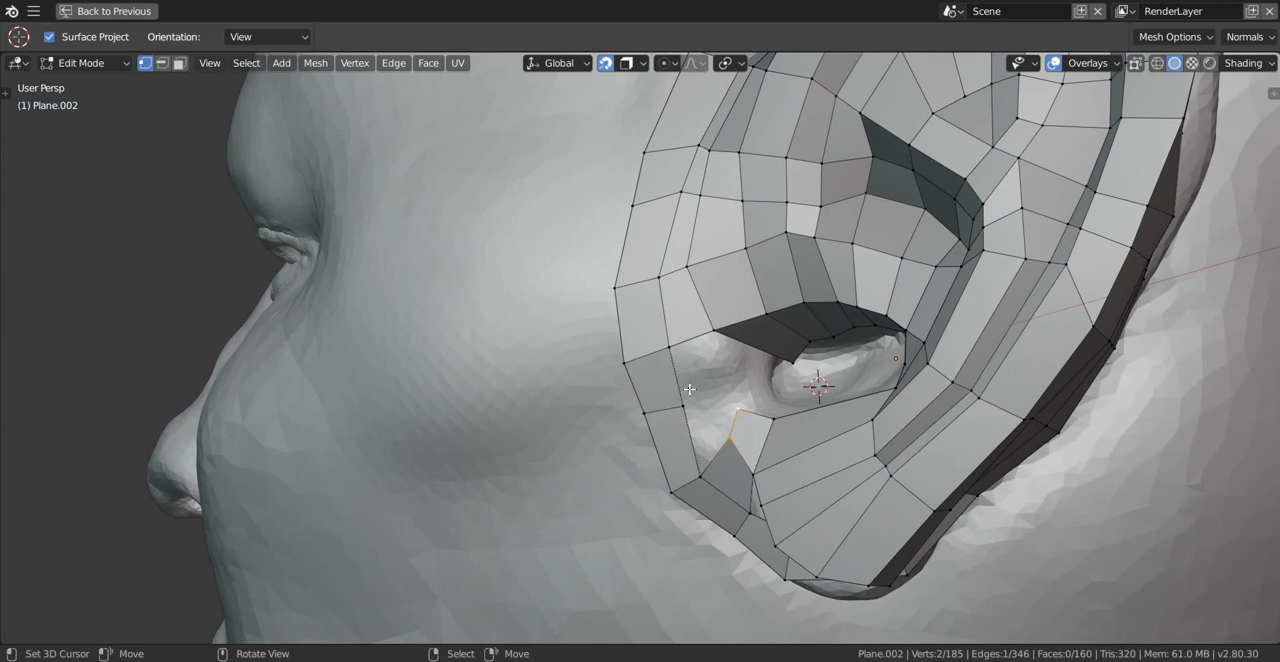 Back to Previous
Scene
RenderLayer
Surface Project
Orientation:
View
Mesh Options
Normals
Edit Mode
View
Select
Add
Mesh
Vertex
Edge
Face
UV
Global
Overlays
Shading
User Persp
(1) Plane.002
Set 3D Cursor
Move
Rotate View
Select
Move
Plane.002 | Verts:2/185 | Edges:1/346 | Faces:0/160 | Tris:320 | Mem: 61.0 MB | v2.80.30